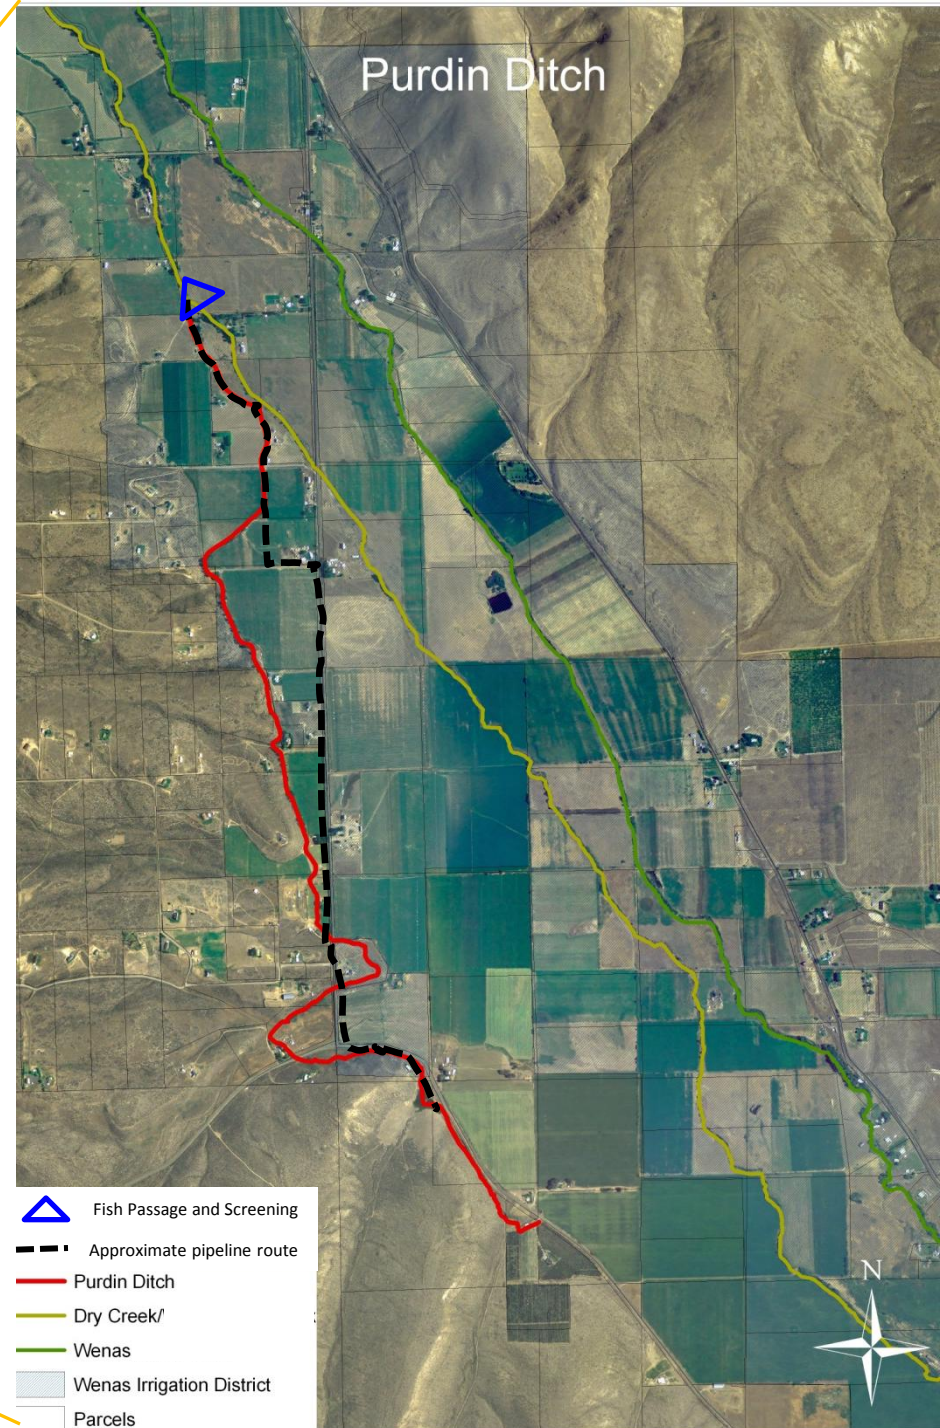 Purdin Ditch
Fish Passage and Screening
Approximate pipeline route
Purdin Ditch
Dry Creek/
Wenas
Wenas Irrigation District
Parcels
N